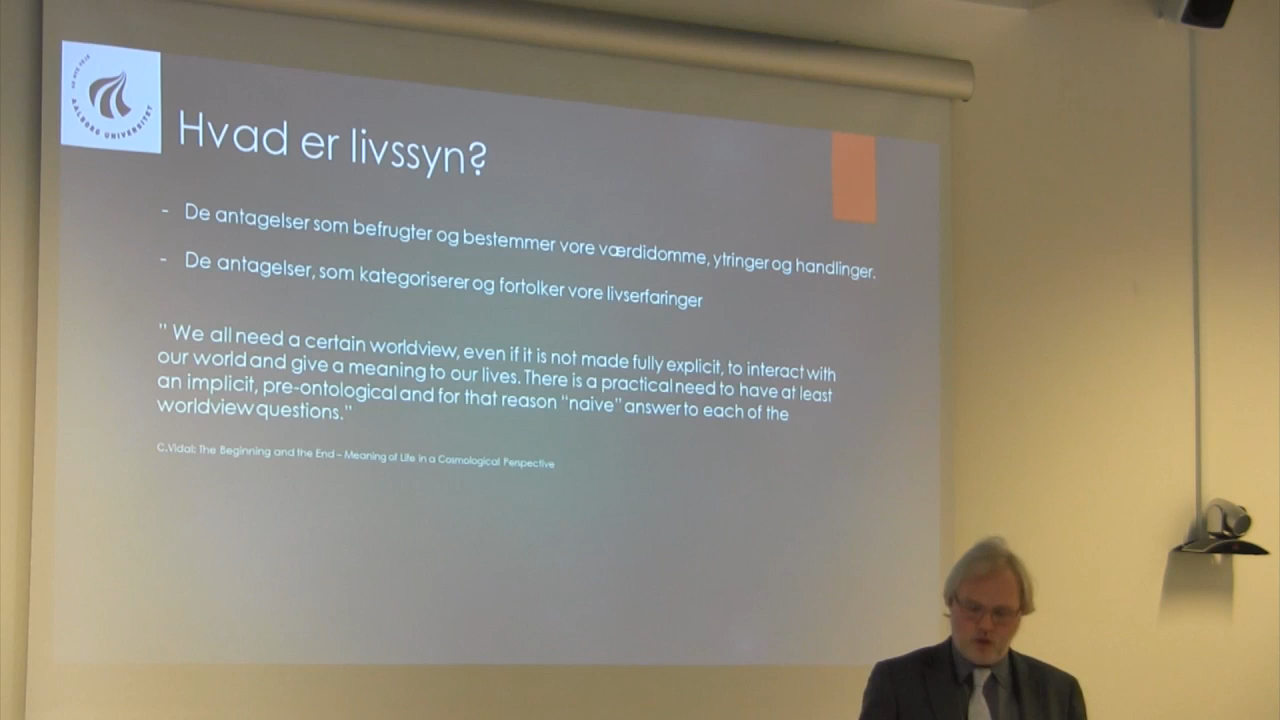 AALBORG UNIVERSITET
Hvad er livssyn?
- De antagelser som befrugter og bestemmer vore værdidomme, ytringer og handlinger.
- De antagelser, som kategoriserer og fortolker vore livserfaringer
" We all need a certain worldview, even if it is not made fully explicit, to interact with
our world and give a meaning to our lives. There is a practical need to have at least
an implicit, pre-ontological and for that reason "naive" answer to each of the
worldview questions."
C.Vidal: The Beginning and the End – Meaning of Life in a Cosmological Perspective